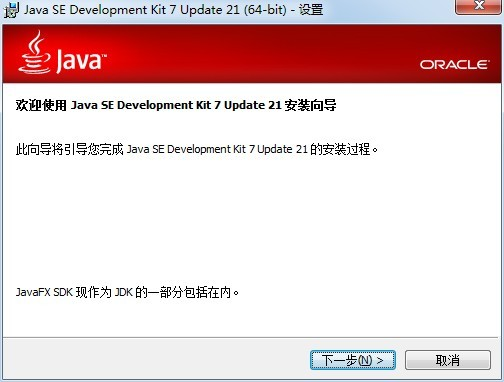 Java SE Development Kit 7 Update 21 (64-bit) - 设置
Java™
ORACLE®
欢迎使用 Java SE Development Kit 7 Update 21 安装向导
此向导将引导您完成 Java SE Development Kit 7 Update 21 的安装过程。
JavaFX SDK 现作为 JDK 的一部分包括在内。
下一步(N) >
取消